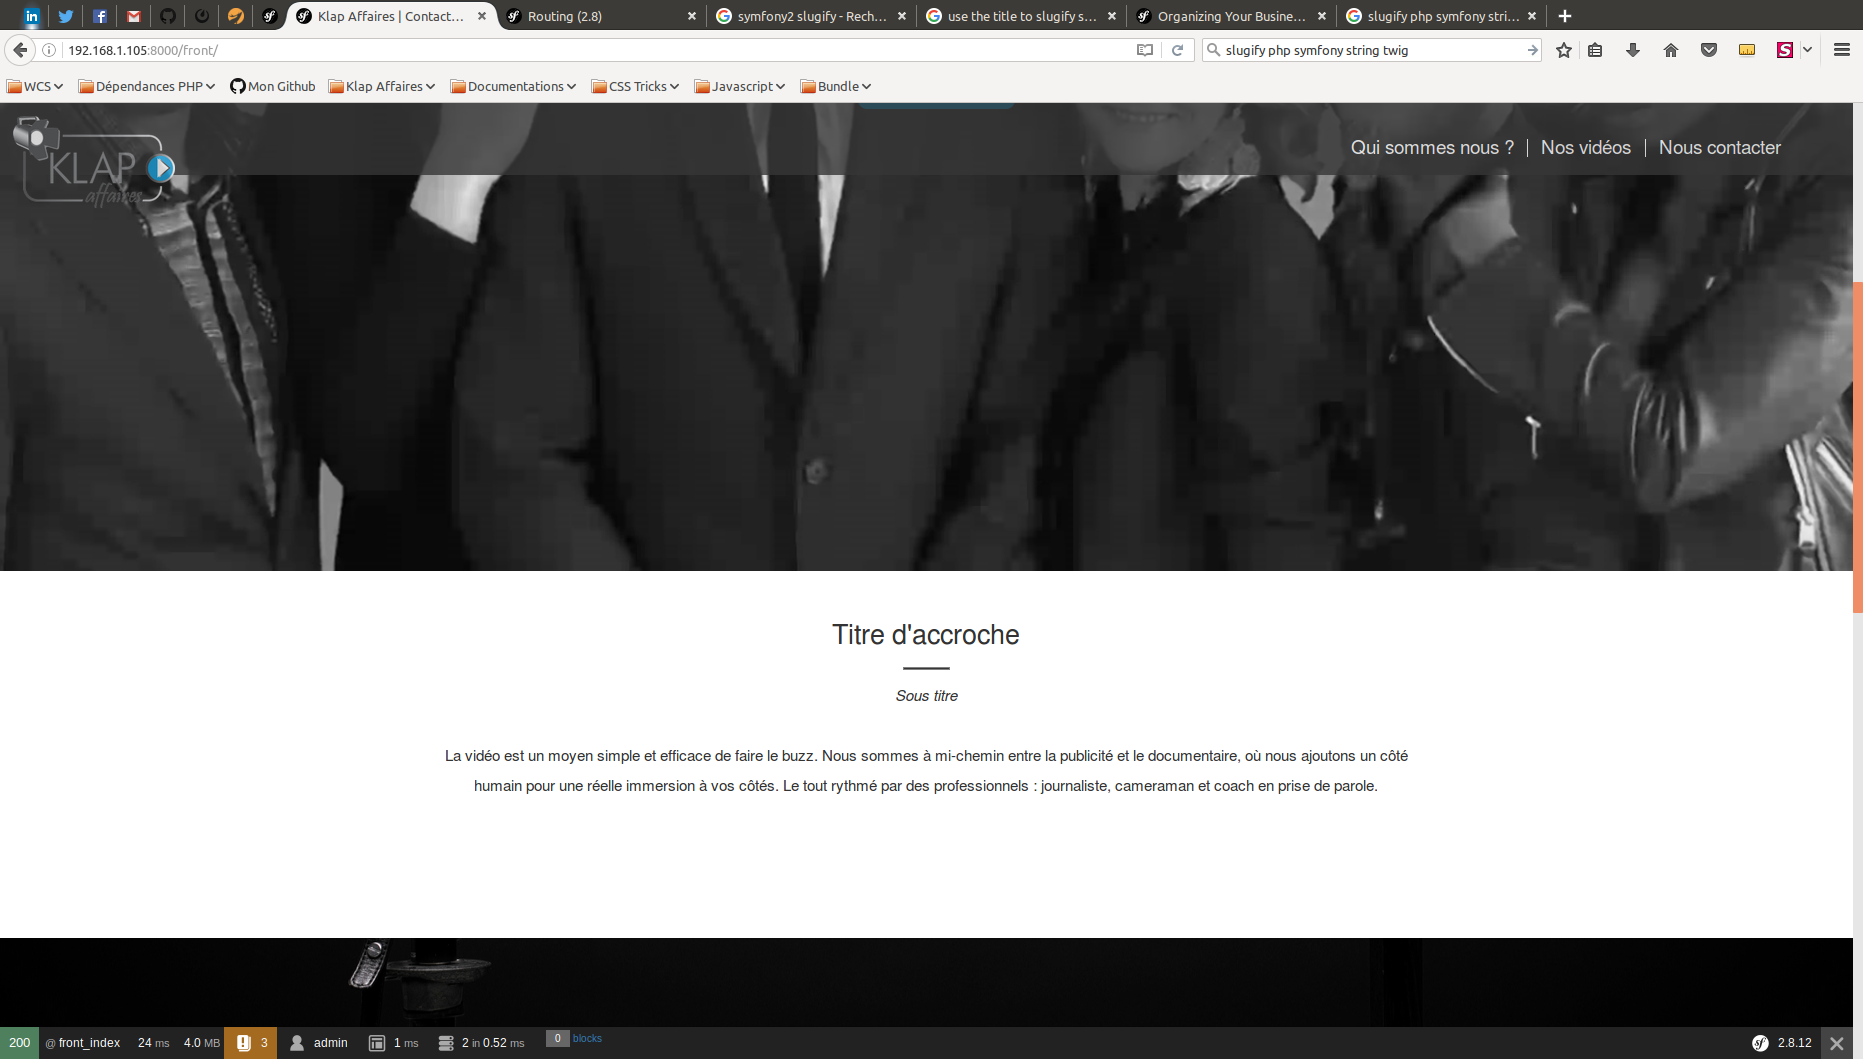 Klap Affaires | Contact...
Routing (2.8)
symfony2 slugify - Rech...
use the title to slugify s...
Organizing Your Busine...
slugify php symfony stri...
192.168.1.105:8000/front/
slugify php symfony string twig
WCS
Dépendances PHP
Mon Github
Klap Affaires
Documentations
CSS Tricks
Javascript
Bundle
KLAP
affaires
Qui sommes nous ?
Nos vidéos
Nous contacter
Titre d'accroche
Sous titre
La vidéo est un moyen simple et efficace de faire le buzz. Nous sommes à mi-chemin entre la publicité et le documentaire, où nous ajoutons un côté
humain pour une réelle immersion à vos côtés. Le tout rythmé par des professionnels : journaliste, cameraman et coach en prise de parole.
200 @ front_index 24 ms 4.0 MB 3 admin 1 ms 2 in 0.52 ms 0 blocks 2.8.12